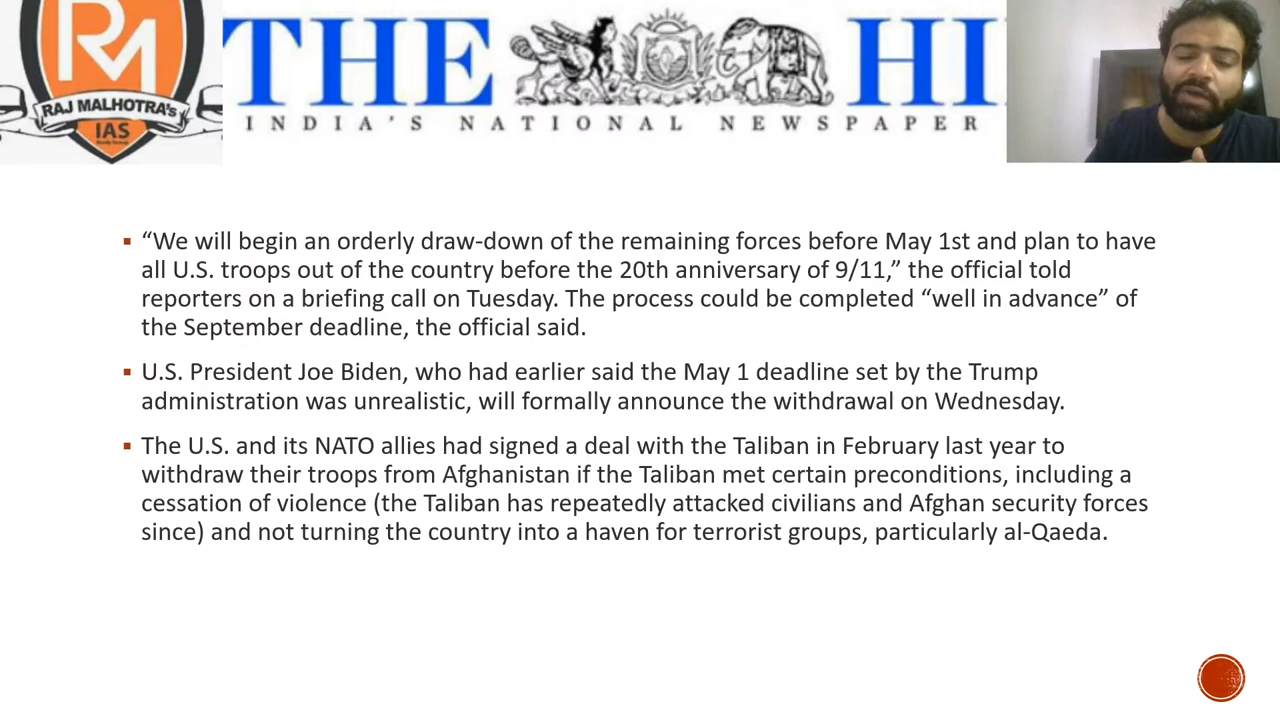 RM
RAJ MALHOTRA's
IAS
THE HI
INDIA'S NATIONAL NEWSPAPER
“We will begin an orderly draw-down of the remaining forces before May 1st and plan to have
all U.S. troops out of the country before the 20th anniversary of 9/11,” the official told
reporters on a briefing call on Tuesday. The process could be completed “well in advance” of
the September deadline, the official said.
U.S. President Joe Biden, who had earlier said the May 1 deadline set by the Trump
administration was unrealistic, will formally announce the withdrawal on Wednesday.
The U.S. and its NATO allies had signed a deal with the Taliban in February last year to
withdraw their troops from Afghanistan if the Taliban met certain preconditions, including a
cessation of violence (the Taliban has repeatedly attacked civilians and Afghan security forces
since) and not turning the country into a haven for terrorist groups, particularly al-Qaeda.